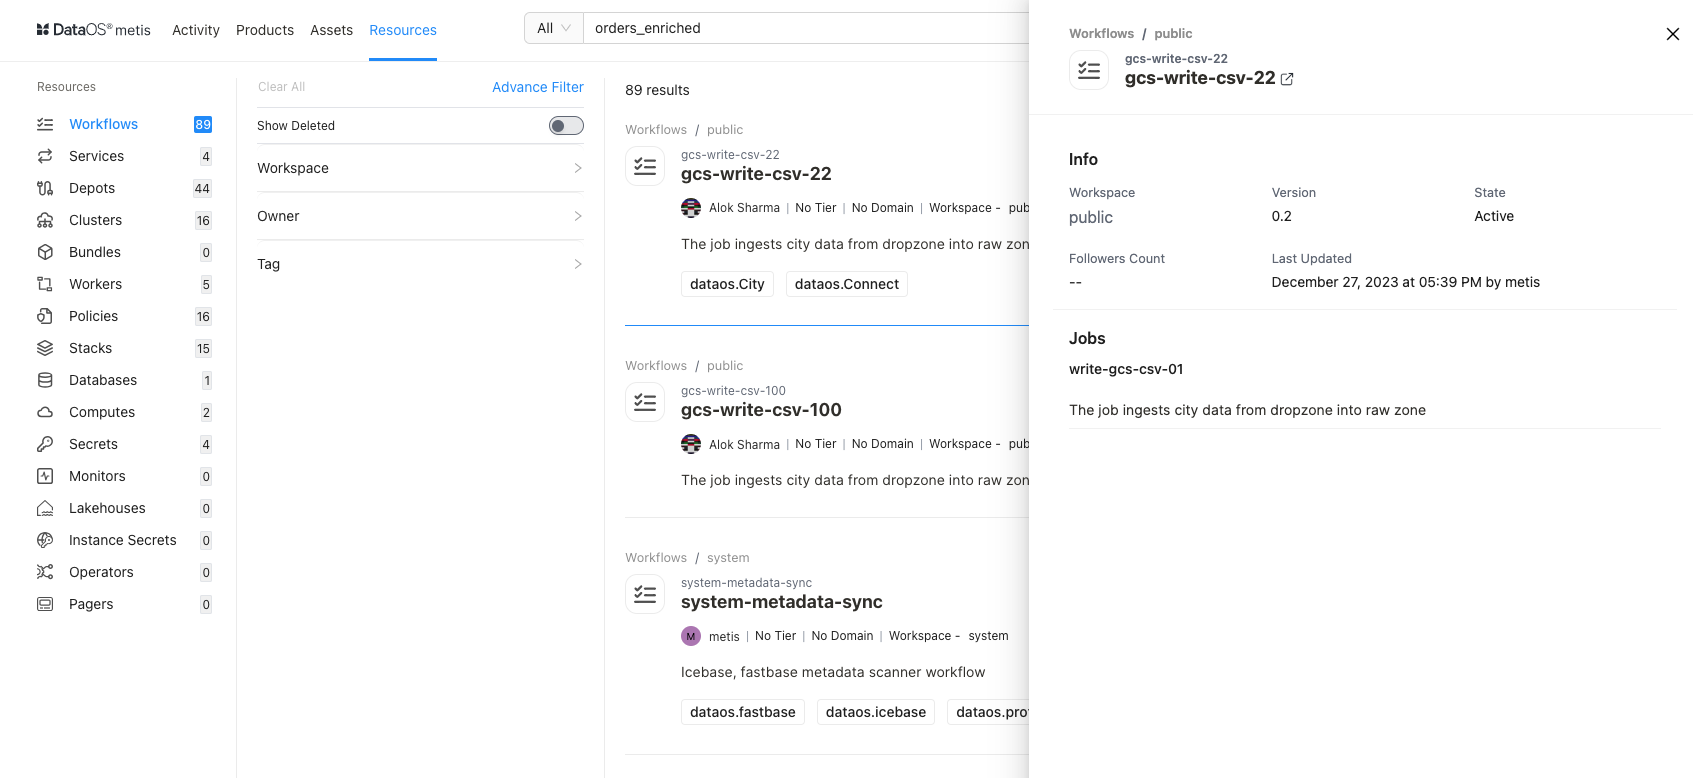 DataOS® metis
Activity
Products
Assets
Resources
All
orders_enriched
Resources
Workflows 89
Services 4
Depots 44
Clusters 16
Bundles 0
Workers 5
Policies 16
Stacks 15
Databases 1
Computes 2
Secrets 4
Monitors 0
Lakehouses 0
Instance Secrets 0
Operators 0
Pagers 0
Clear All
Advance Filter
Show Deleted
Workspace
Owner
Tag
89 results
Workflows / public
gcs-write-csv-22
gcs-write-csv-22
Alok Sharma | No Tier | No Domain | Workspace - pub
The job ingests city data from dropzone into raw zon
dataos.City
dataos.Connect
Workflows / public
gcs-write-csv-100
gcs-write-csv-100
Alok Sharma | No Tier | No Domain | Workspace - pub
The job ingests city data from dropzone into raw zon
Workflows / system
system-metadata-sync
system-metadata-sync
M metis | No Tier | No Domain | Workspace - system
Icebase, fastbase metadata scanner workflow
dataos.fastbase
dataos.icebase
dataos.pro
Workflows / public
gcs-write-csv-22
gcs-write-csv-22
Info
Workspace
public
Version
0.2
State
Active
Followers Count
--
Last Updated
December 27, 2023 at 05:39 PM by metis
Jobs
write-gcs-csv-01
The job ingests city data from dropzone into raw zone